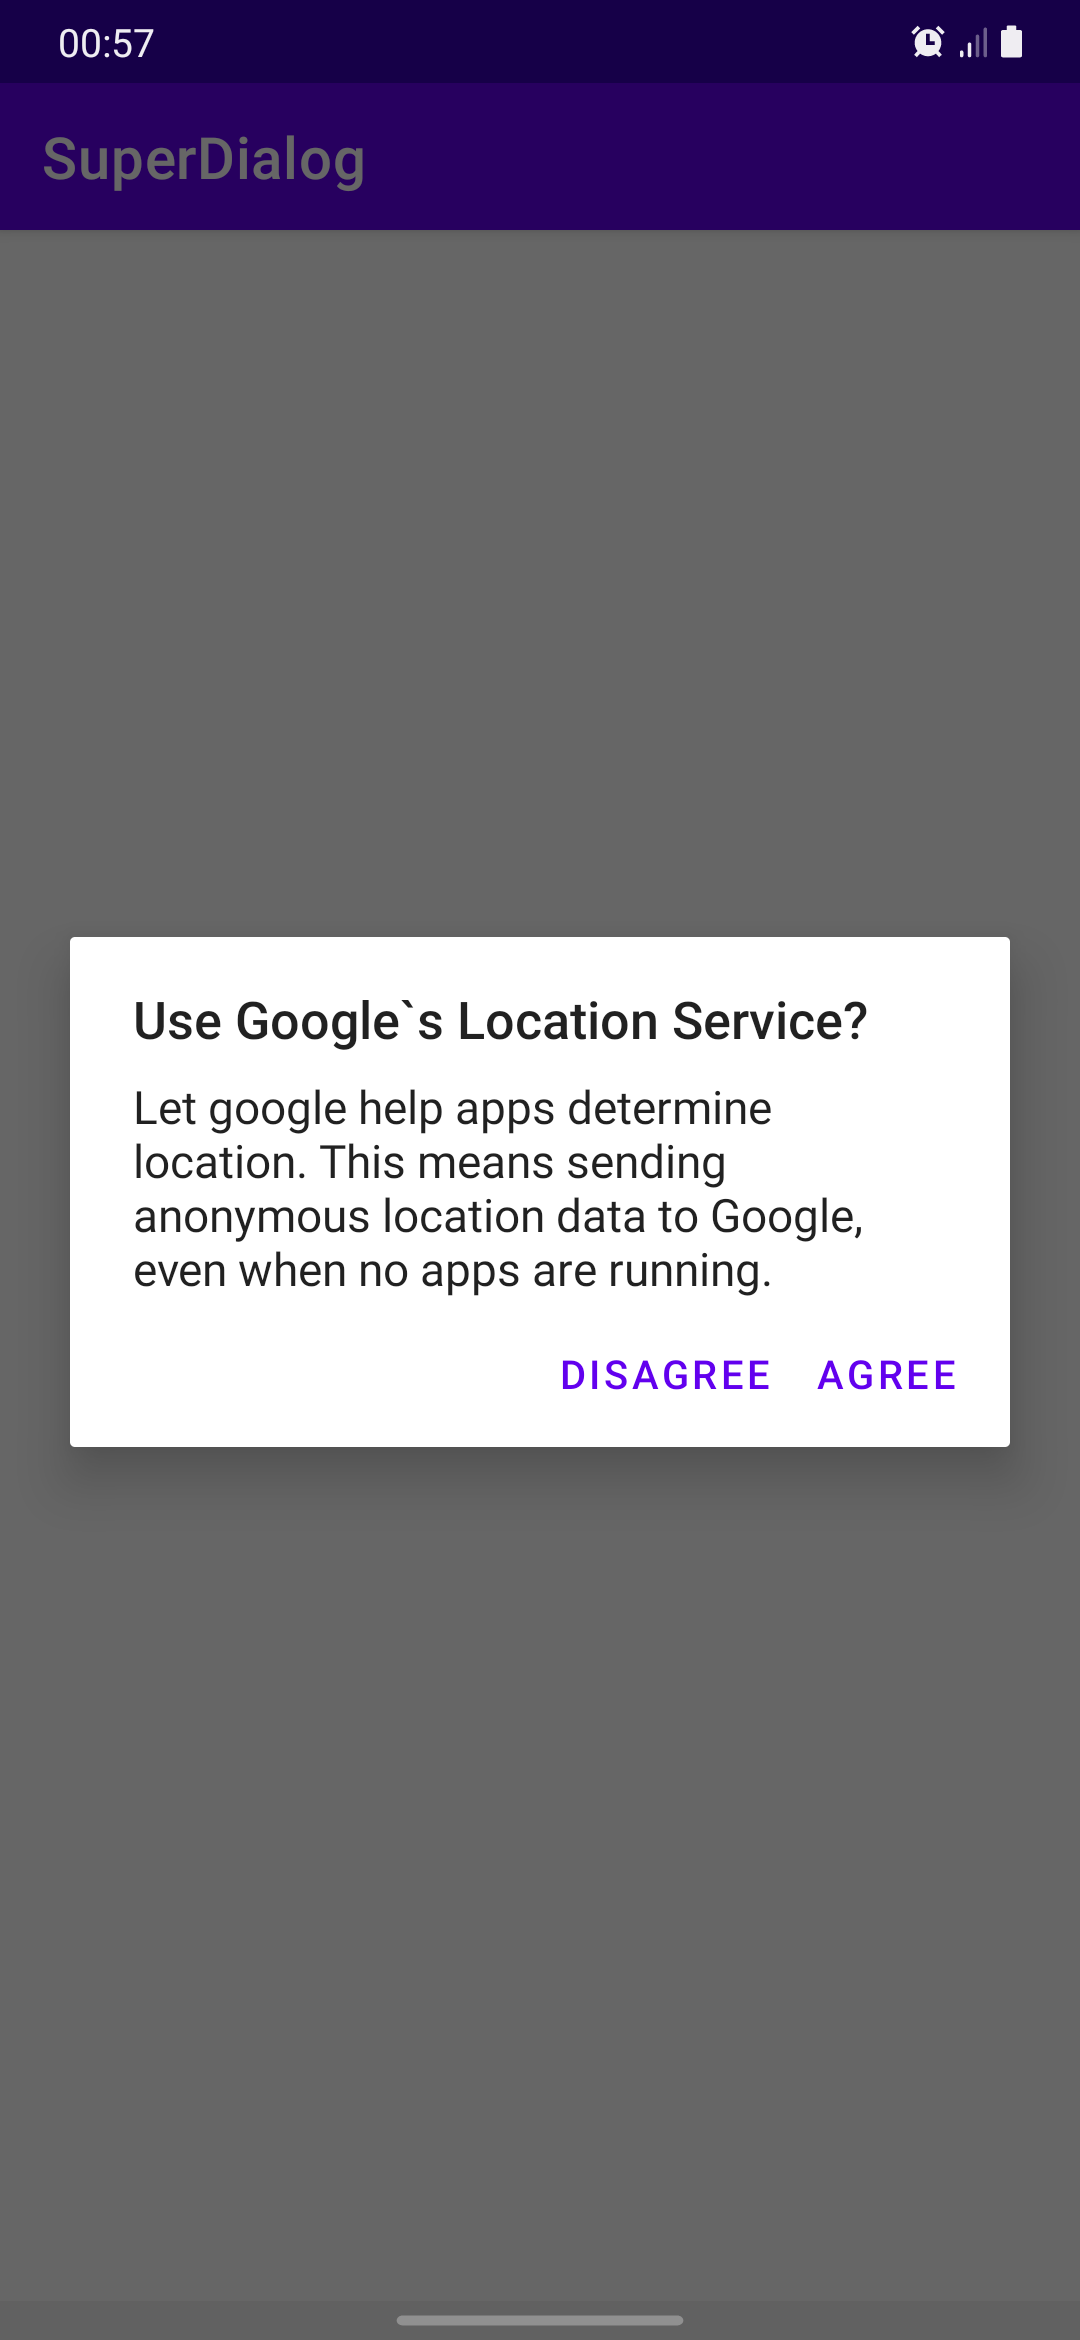 00:57
SuperDialog
Use Google`s Location Service?
Let google help apps determine
location. This means sending
anonymous location data to Google,
even when no apps are running.
DISAGREE AGREE